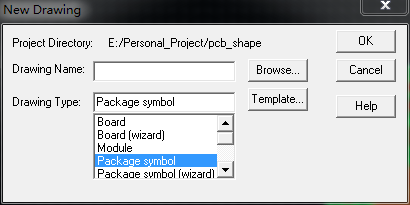 New Drawing
Project Directory: E:/Personal_Project/pcb_shape
OK
Drawing Name:
Browse...
Cancel
Drawing Type: Package symbol
Template...
Help
Board
Board (wizard)
Module
Package symbol
Package symbol (wizard)